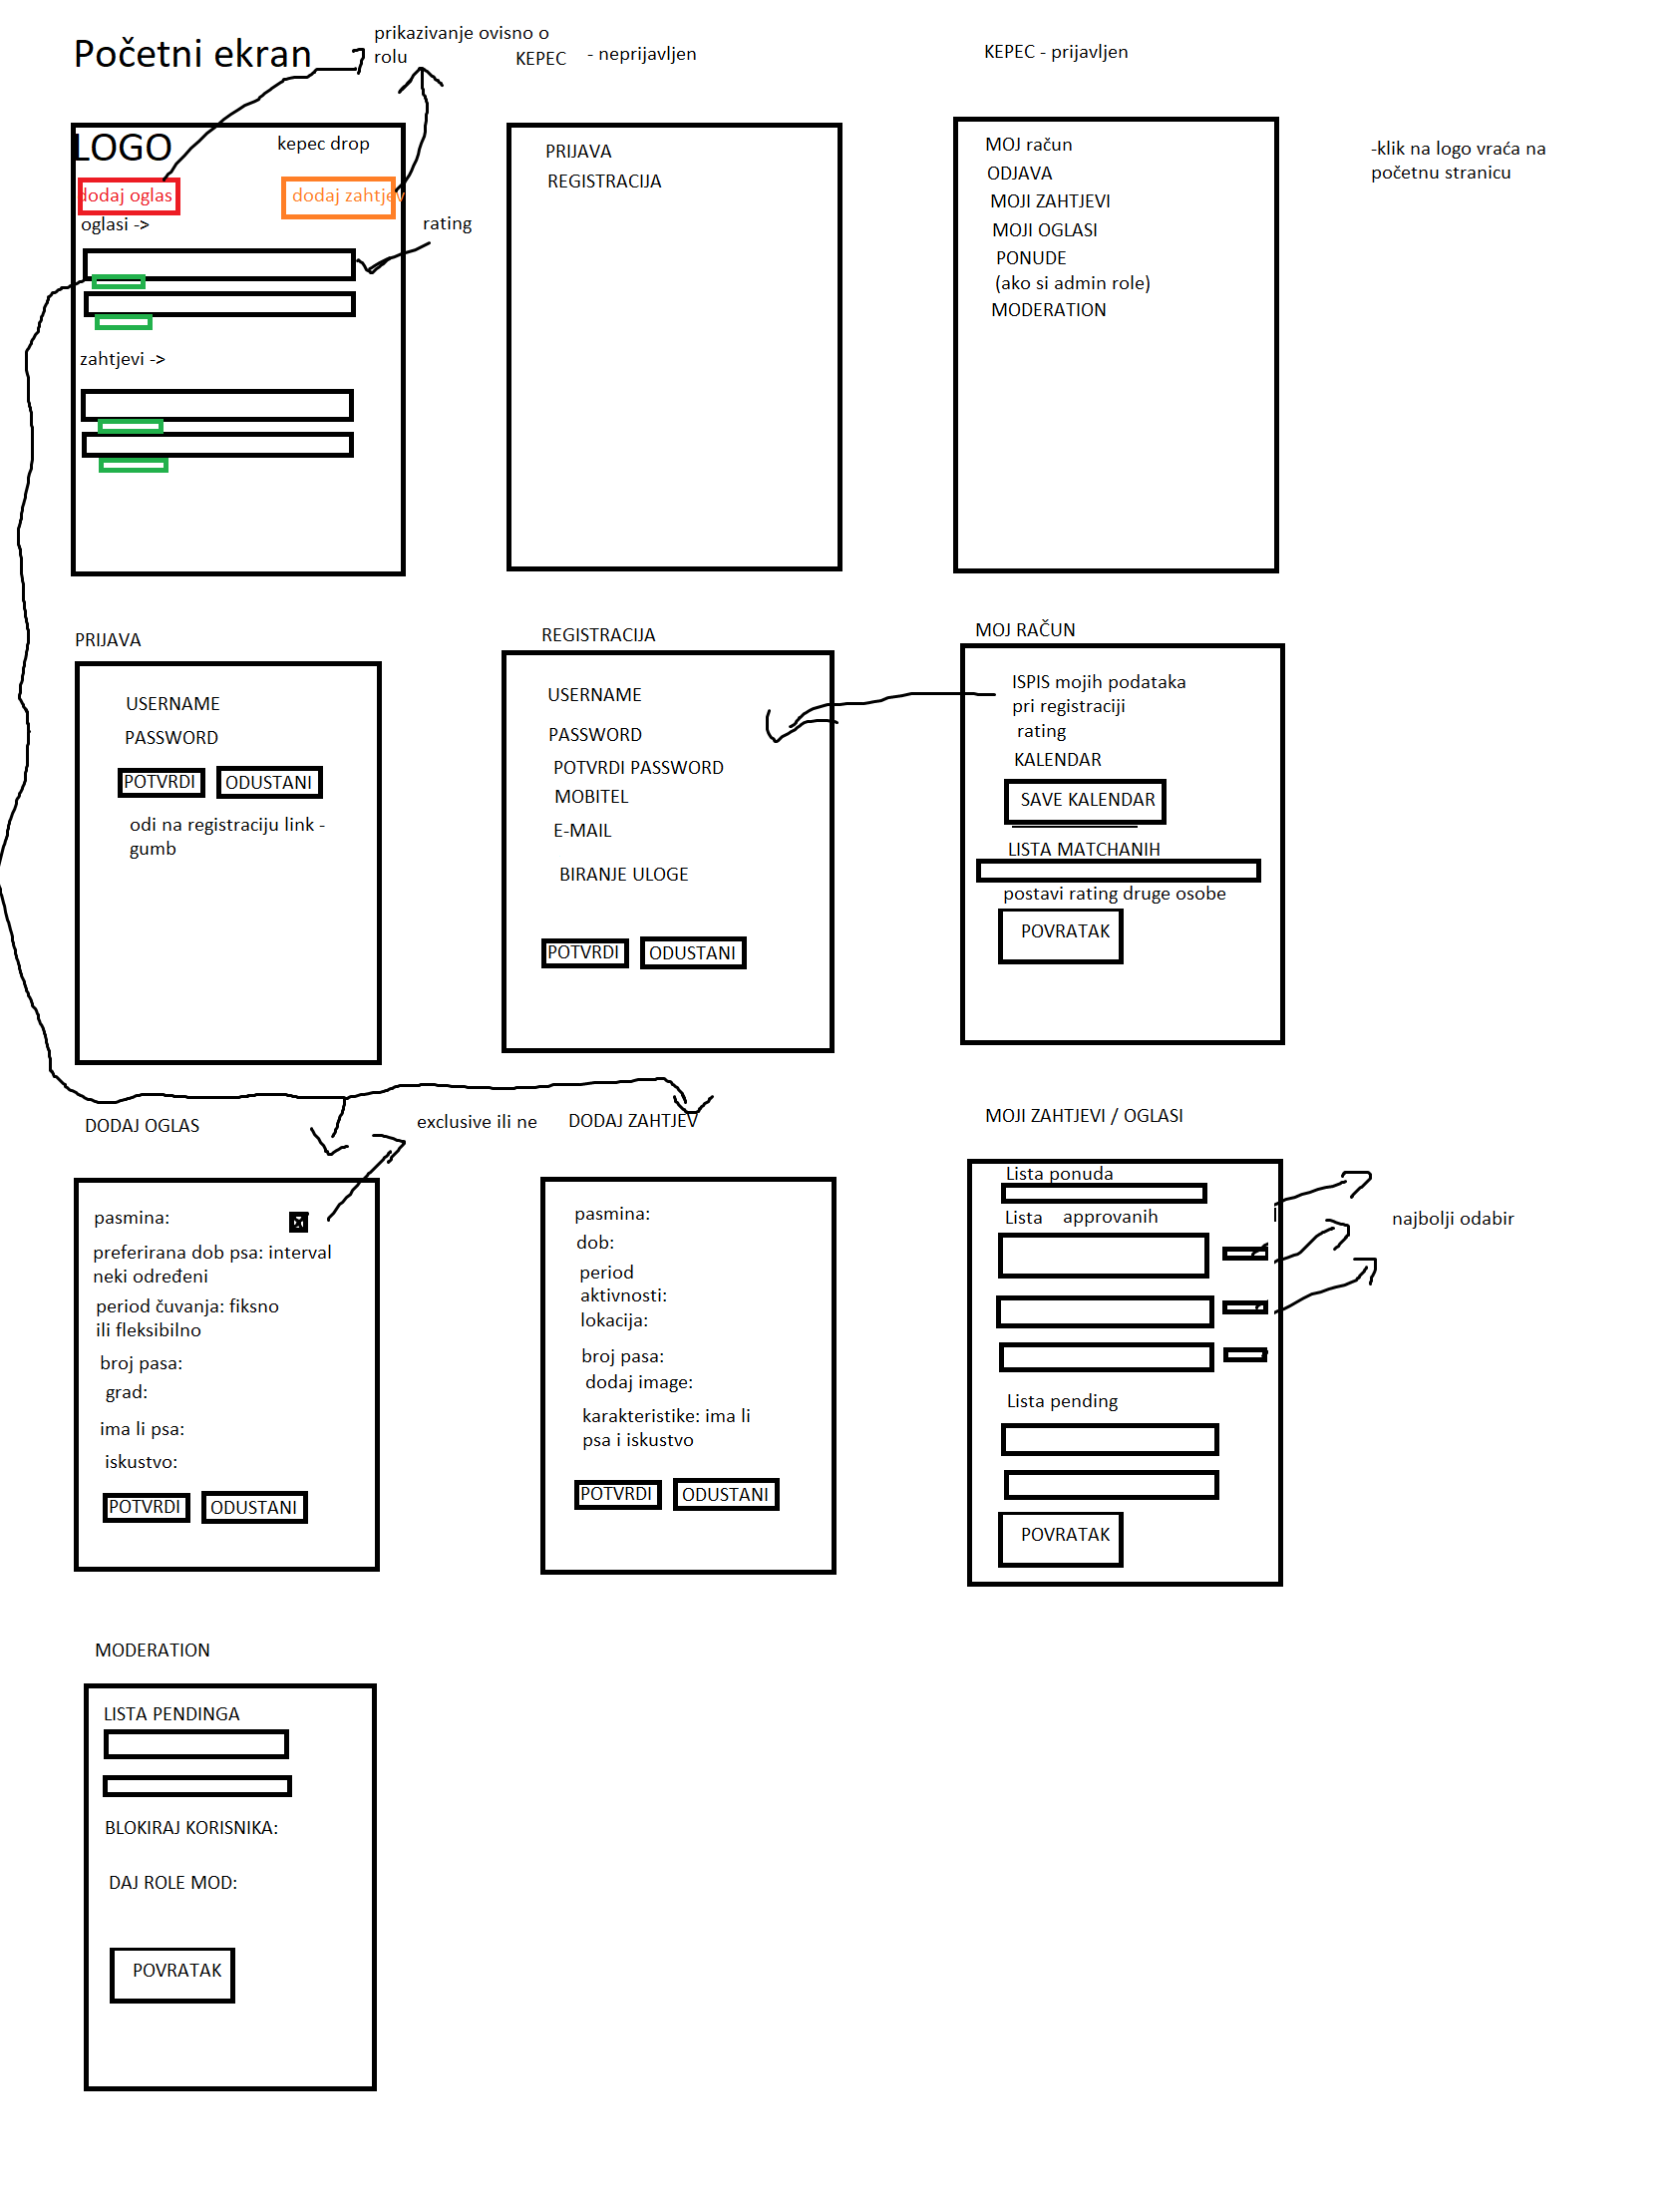 Početni ekran
prikazivanje ovisno o
rolu
KEPEC - neprijavljen
KEPEC - prijavljen
LOGO
kepec drop
dodaj oglas
dodaj zahtjev
oglasi ->
rating
zahtjevi ->
PRIJAVA
REGISTRACIJA
MOJ račun
ODJAVA
MOJI ZAHTJEVI
MOJI OGLASI
PONUDE
(ako si admin role)
MODERATION
-klik na logo vraća na
početnu stranicu
PRIJAVA
USERNAME
PASSWORD
POTVRDI
ODUSTANI
odi na registraciju link -
gumb
REGISTRACIJA
USERNAME
PASSWORD
POTVRDI PASSWORD
MOBITEL
E-MAIL
BIRANJE ULOGE
POTVRDI
ODUSTANI
MOJ RAČUN
ISPIS mojih podataka
pri registraciji
rating
KALENDAR
SAVE KALENDAR
LISTA MATCHANIH
postavi rating druge osobe
POVRATAK
DODAJ OGLAS
exclusive ili ne
pasmina:
preferirana dob psa: interval
neki određeni
period čuvanja: fiksno
ili fleksibilno
broj pasa:
grad:
ima li psa:
iskustvo:
POTVRDI
ODUSTANI
DODAJ ZAHTJEV
pasmina:
dob:
period
aktivnosti:
lokacija:
broj pasa:
dodaj image:
karakteristike: ima li
psa i iskustvo
POTVRDI
ODUSTANI
MOJI ZAHTJEVI / OGLASI
Lista ponuda
Lista approvanih
najbolji odabir
Lista pending
POVRATAK
MODERATION
LISTA PENDINGA
BLOKIRAJ KORISNIKA:
DAJ ROLE MOD:
POVRATAK